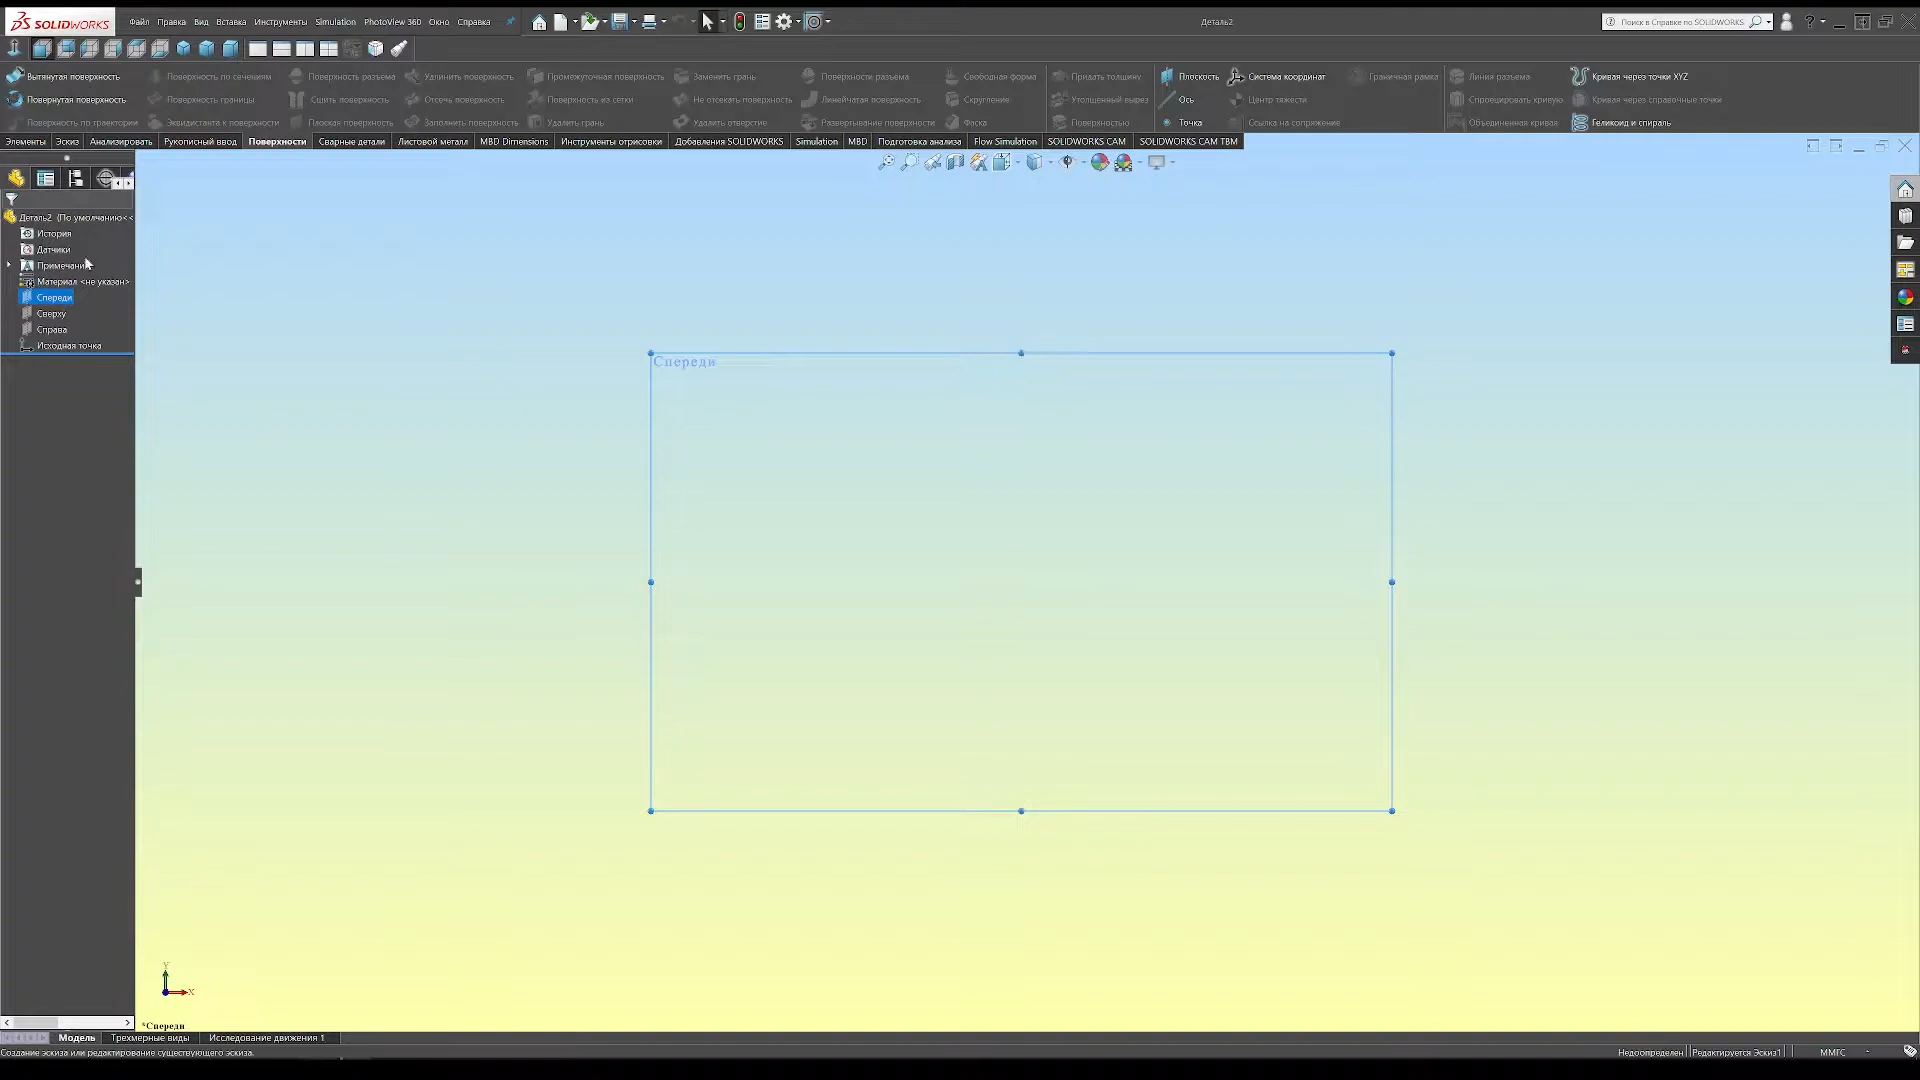 SOLIDWORKS Файл Правка Вид Вставка Инструменты Simulation PhotoView 360 Окно Справка Деталь2 Поиск в Справке по SOLIDWORKS
Вытянутая поверхность Поверхность по сечениям Поверхность разъема Удлинить поверхность Промежуточная поверхность Заменить грань Поверхности разъема Свободная форма Придать толщину Плоскость Система координат Граничная рамка Линия разъема Кривая через точки XYZ
Повернутая поверхность Поверхность границы Сшить поверхность Отсечь поверхность Поверхность из сетки Не отсекать поверхность Линейчатая поверхность Скругление Утолщенный вырез Ось Центр тяжести Спроецировать кривую Кривая через справочные точки
Поверхность по траектории Эквидистанта к поверхности Плоская поверхность Заполнить поверхность Удалить грань Удалить отверстие Развертывание поверхности Фаска Поверхностью Точка Ссылка на сопряжение Объединенная кривая Геликоид и спираль
Элементы Эскиз Анализировать Рукописный ввод Поверхности Сварные детали Листовой металл MBD Dimensions Инструменты отрисовки Добавления SOLIDWORKS Simulation MBD Подготовка анализа Flow Simulation SOLIDWORKS CAM SOLIDWORKS CAM TBM
Деталь2 (По умолчанию<<
История
Датчики
Примечани
Материал <не указан>
Спереди
Сверху
Справа
Исходная точка
Спереди
Y
X
*Спереди
Модель Трехмерные виды Исследование движения 1
Создание эскиза или редактирование существующего эскиза. Недоопределен Редактируется Эскиз1 ММГС